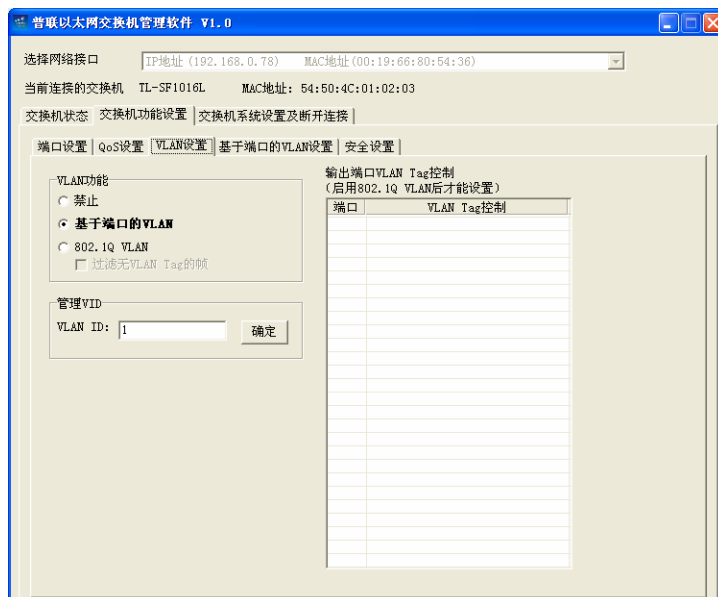 普联以太网交换机管理软件 V1.0
选择网络接口 IP地址(192.168.0.78) MAC地址(00:19:66:80:54:36)
当前连接的交换机 TL-SF1016L MAC地址: 54:50:4C:01:02:03
交换机状态 交换机功能设置 交换机系统设置及断开连接
端口设置 QoS设置 VLAN设置 基于端口的VLAN设置 安全设置
VLAN功能
禁止
基于端口的VLAN
802.1Q VLAN
过滤无VLAN Tag的帧
管理VID
VLAN ID: 1 确定
输出端口VLAN Tag控制
(启用802.1Q VLAN后才能设置)
端口 VLAN Tag控制